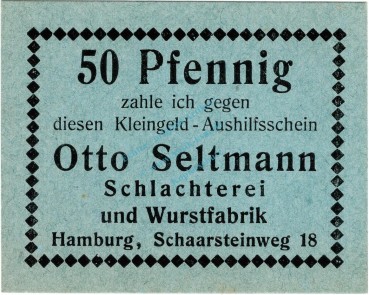 50 Pfennig
zahle ich gegen
diesen Kleingeld-Aushilfsschein
Otto Seltmann
Schlachterei
und Wurstfabrik
Hamburg, Schaarsteinweg 18